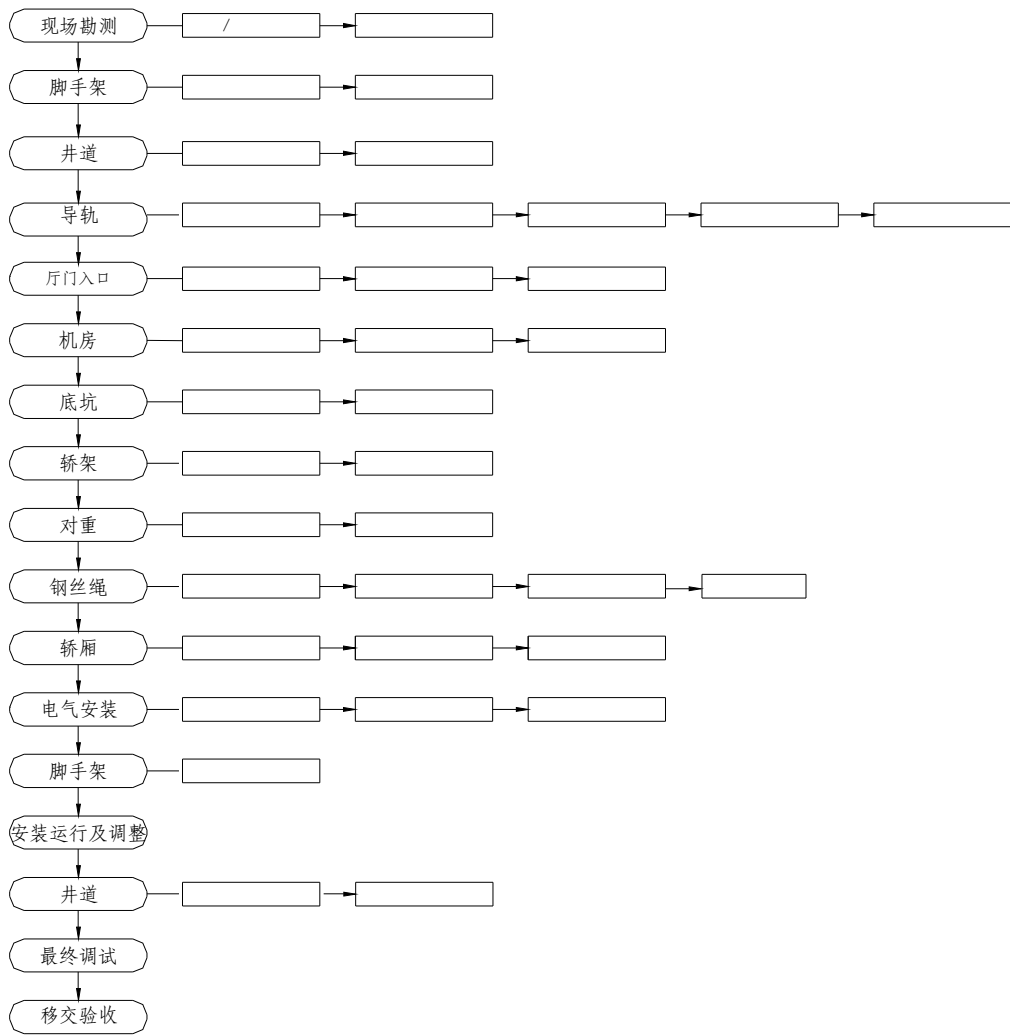 现场勘测
/
脚手架
井道
导轨
厅门入口
机房
底坑
轿架
对重
钢丝绳
轿厢
电气安装
脚手架
安装运行及调整
井道
最终调试
移交验收